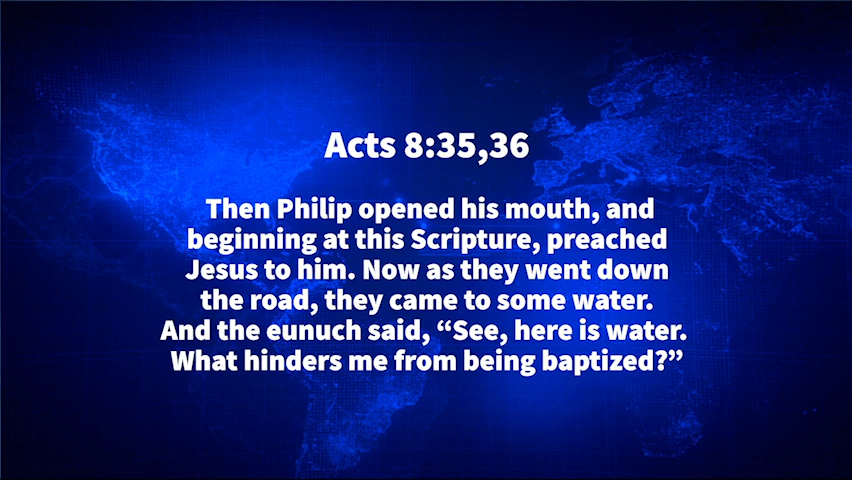 Acts 8:35,36
Then Philip opened his mouth, and
beginning at this Scripture, preached
Jesus to him. Now as they went down
the road, they came to some water.
And the eunuch said, “See, here is water.
What hinders me from being baptized?”